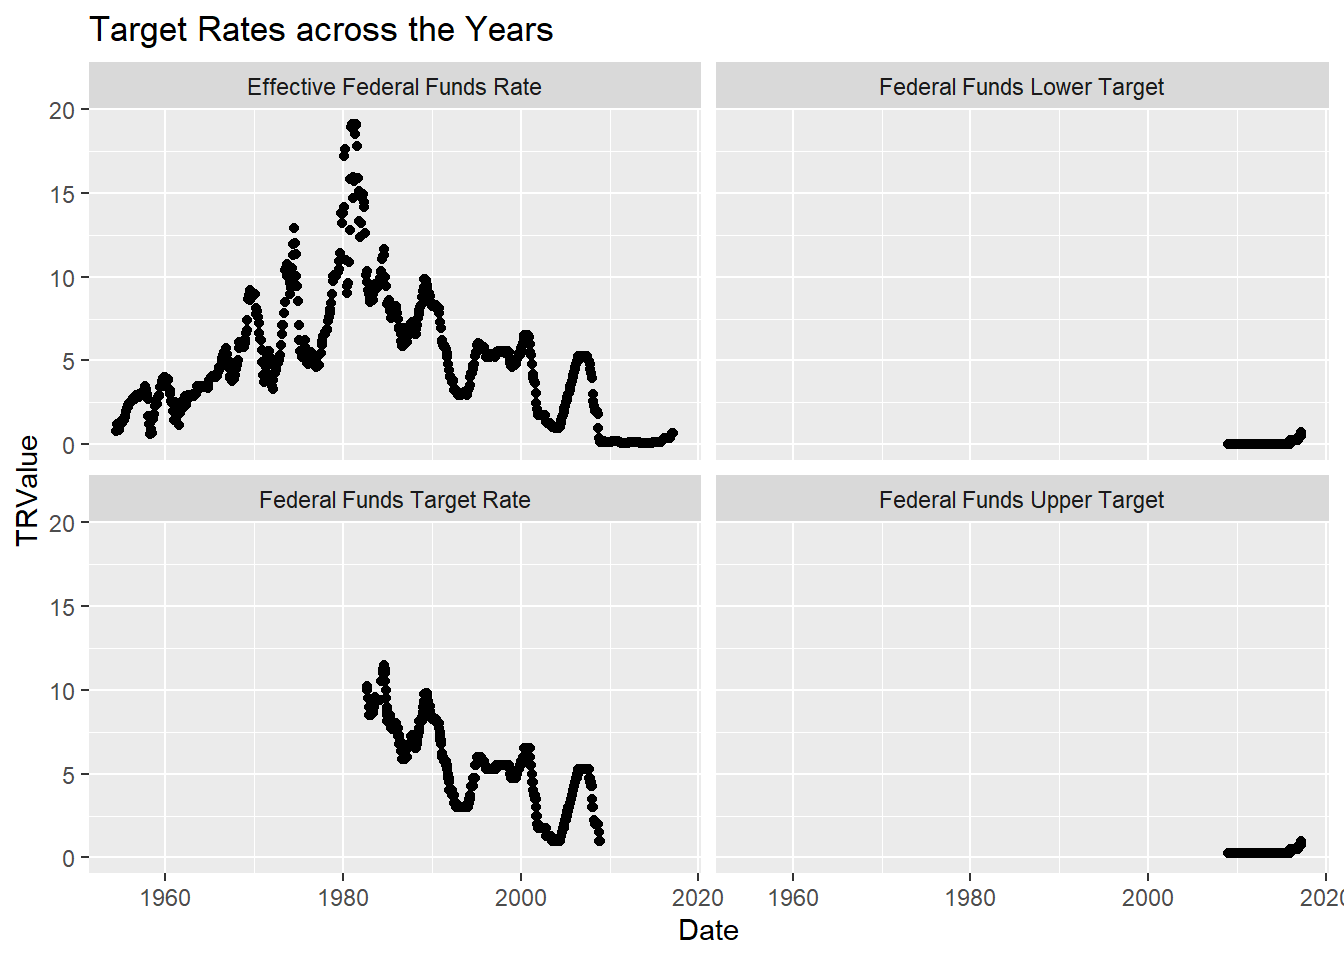 Target Rates across the Years
Effective Federal Funds Rate
Federal Funds Lower Target
20
15
10
5
0
TRValue
Federal Funds Target Rate
Federal Funds Upper Target
20
15
10
5
0
1960 1980 2000 2020 1960 1980 2000 2020
Date